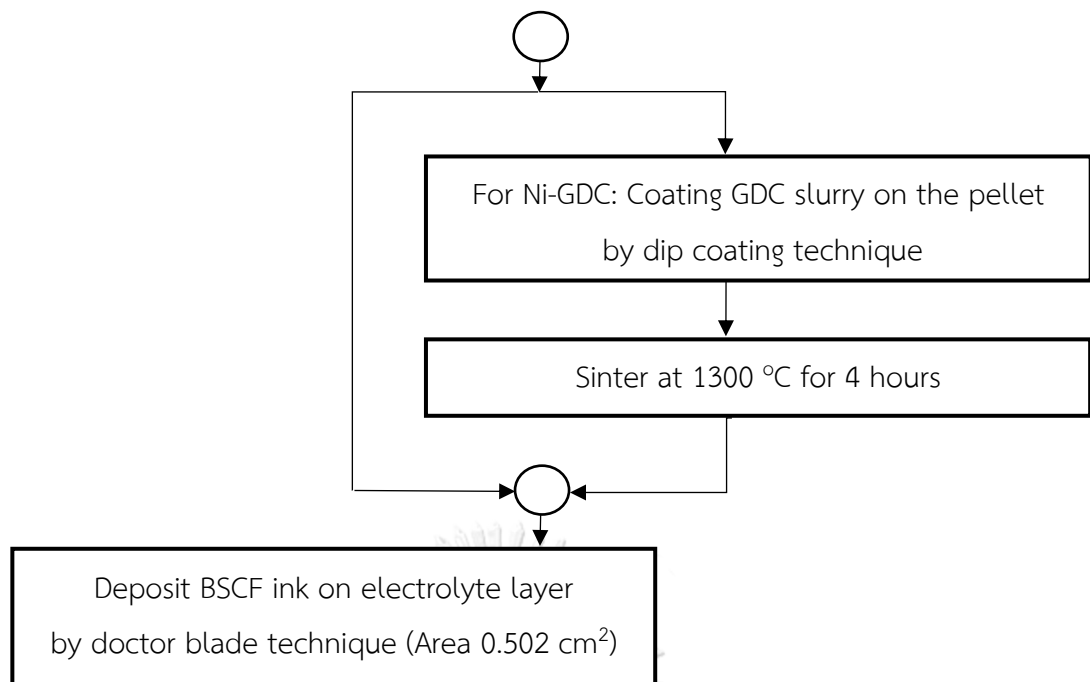 For Ni-GDC: Coating GDC slurry on the pellet
by dip coating technique
Sinter at 1300 °C for 4 hours
Deposit BSCF ink on electrolyte layer
by doctor blade technique (Area 0.502 cm²)